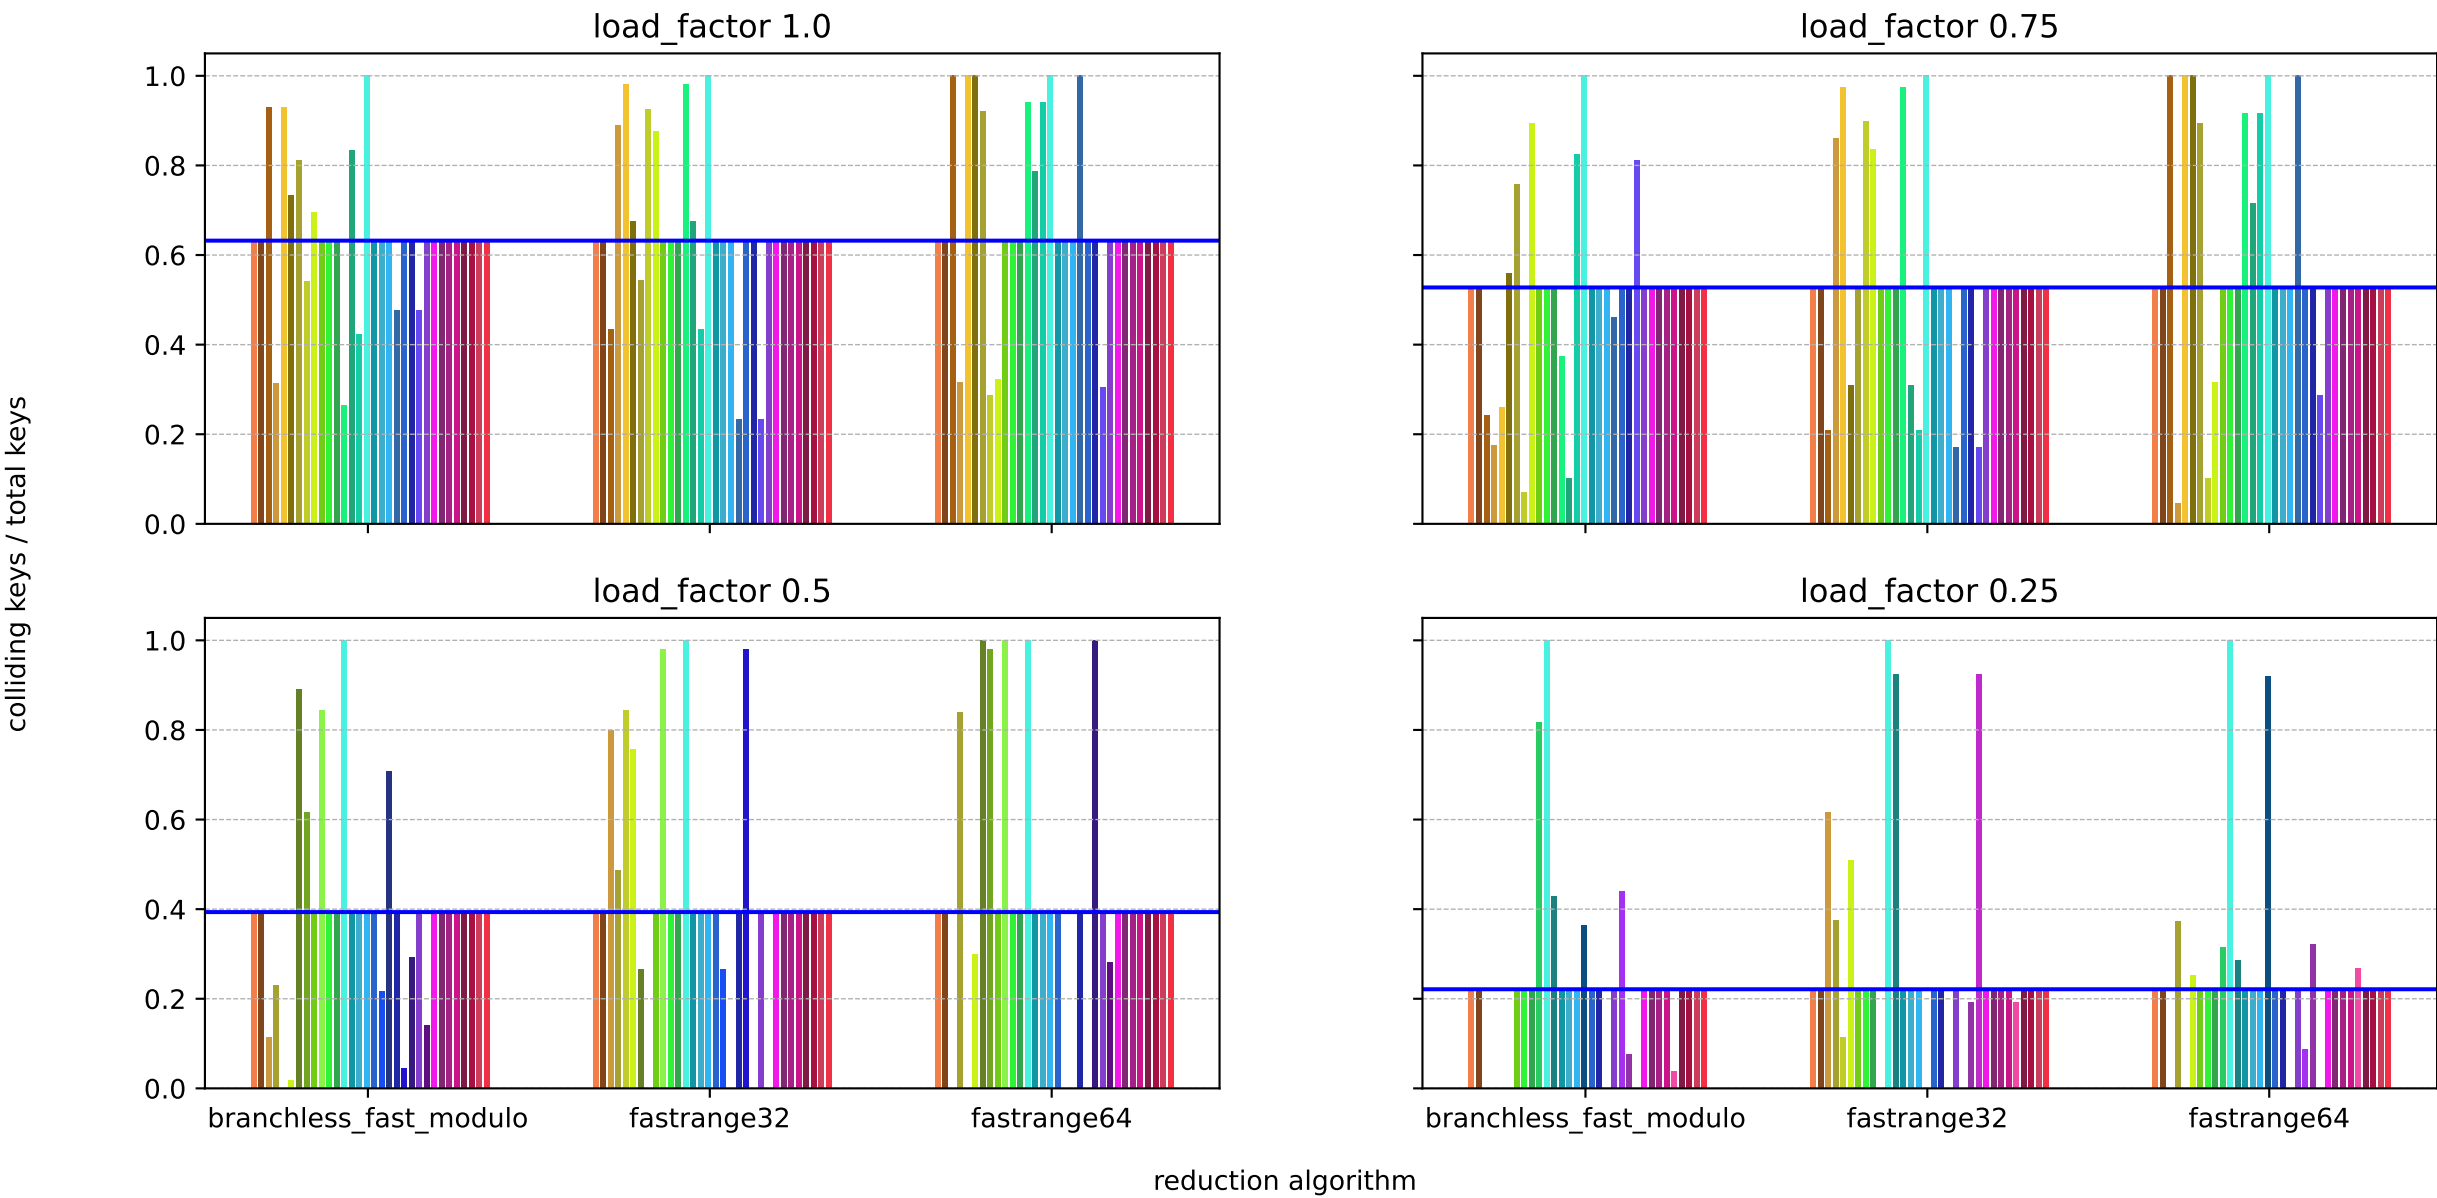 load_factor 1.0
load_factor 0.75
1.0
0.8
0.6
0.4
0.2
0.0
colliding keys / total keys
load_factor 0.5
load_factor 0.25
1.0
0.8
0.6
0.4
0.2
0.0
branchless_fast_modulo fastrange32 fastrange64
branchless_fast_modulo fastrange32 fastrange64
reduction algorithm